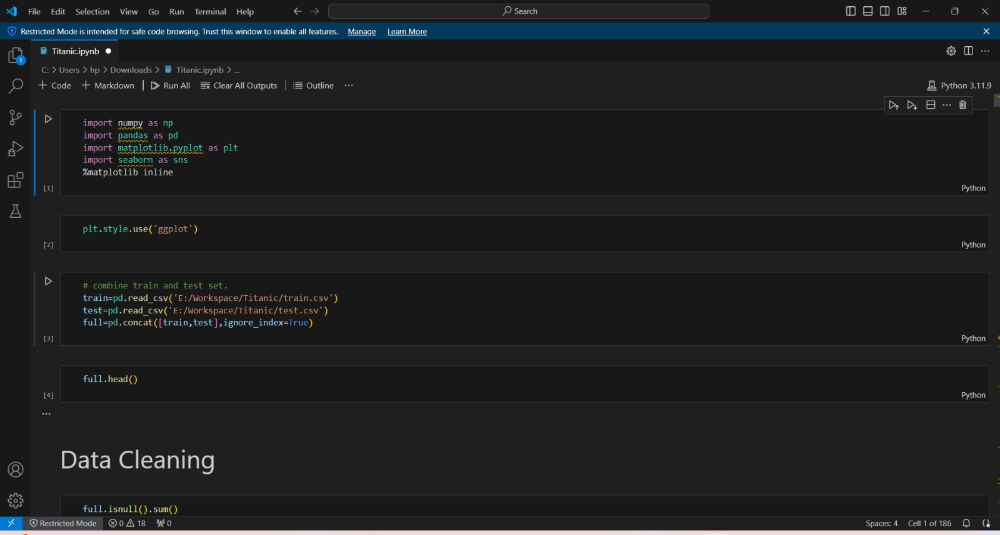 File Edit Selection View Go Run Terminal Help Search
Restricted Mode is intended for safe code browsing. Trust this window to enable all features. Manage Learn More
1
Titanic.ipynb
C: > Users > hp > Downloads > Titanic.ipynb > ...
+ Code + Markdown Run All Clear All Outputs Outline ... Python 3.11.9
import numpy as np
import pandas as pd
import matplotlib.pyplot as plt
import seaborn as sns
%matplotlib inline
[1] Python
plt.style.use('ggplot')
[2] Python
# combine train and test set.
train=pd.read_csv('E:/Workspace/Titanic/train.csv')
test=pd.read_csv('E:/Workspace/Titanic/test.csv')
full=pd.concat([train,test],ignore_index=True)
[3] Python
full.head()
[4] Python
...
Data Cleaning
full.isnull().sum()
Restricted Mode 0 18 0 Spaces: 4 Cell 1 of 186